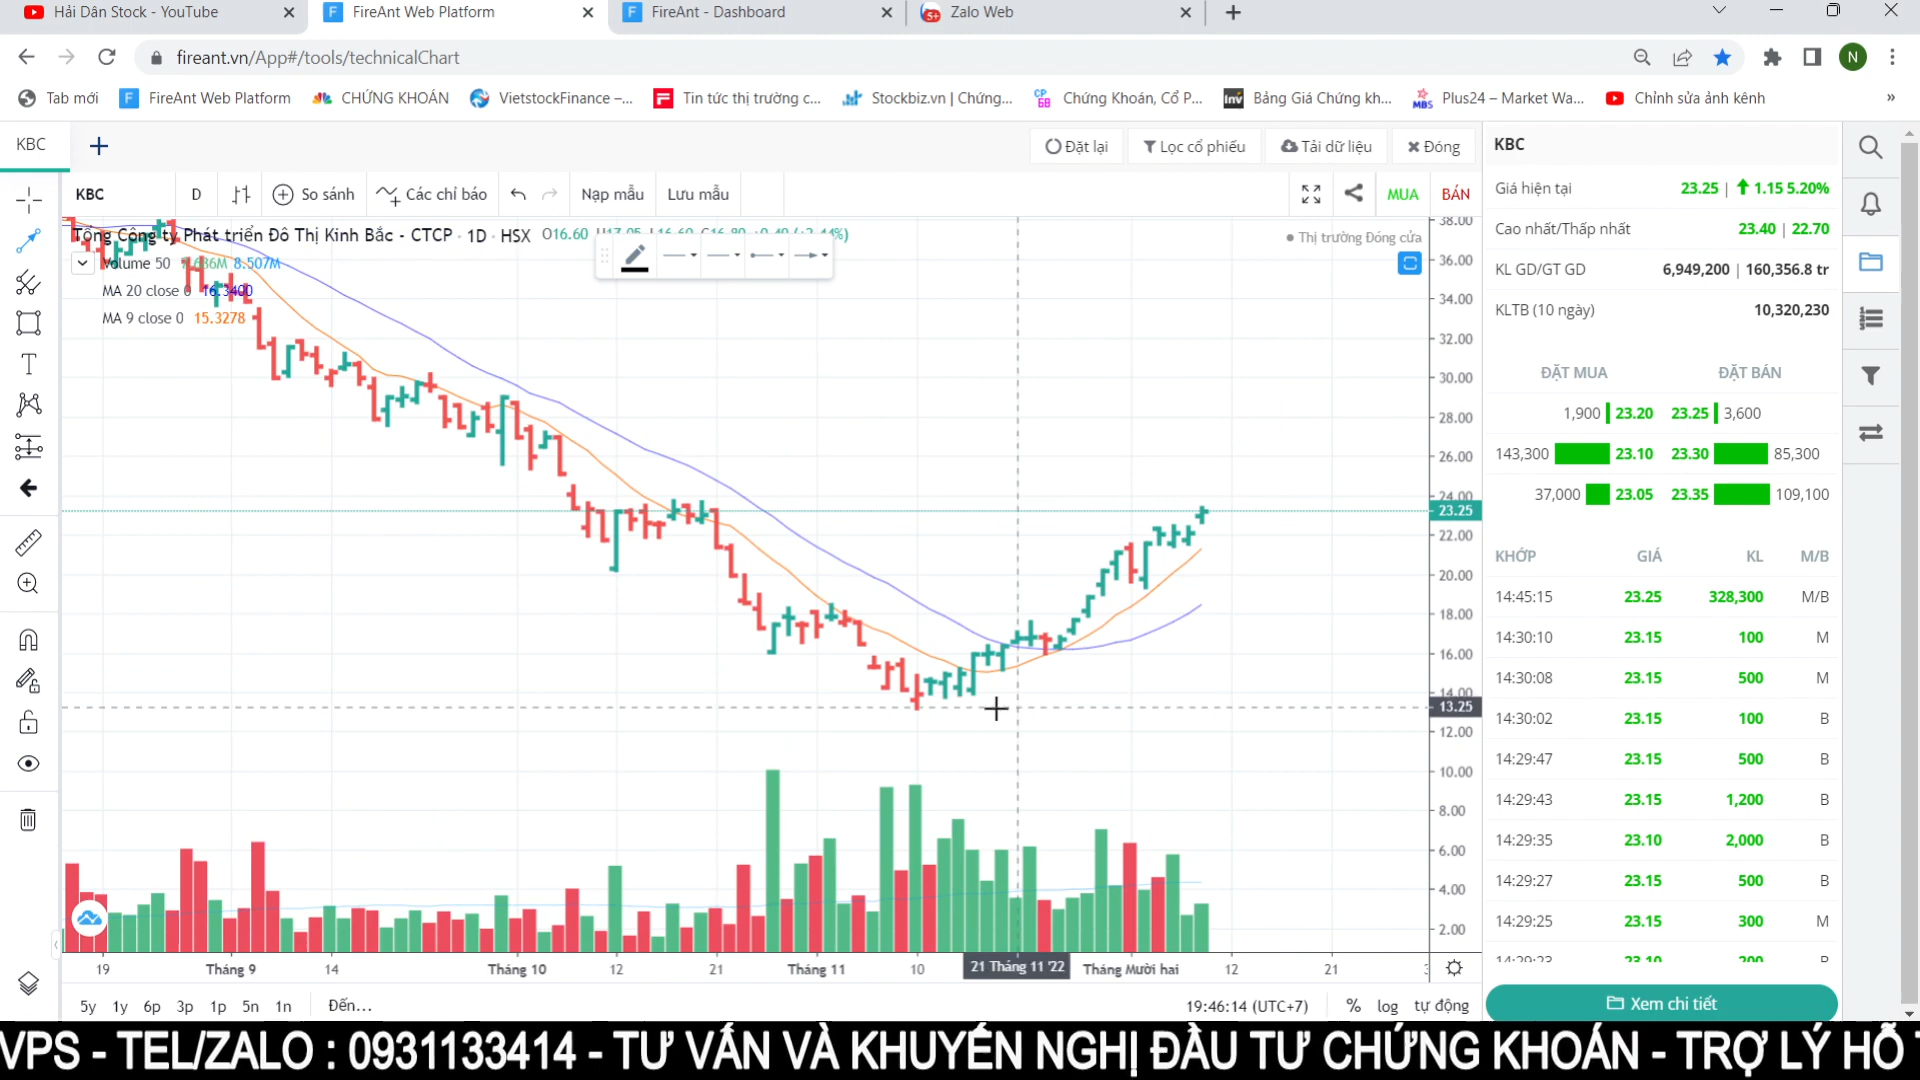 Hải Dân Stock - YouTube
FireAnt Web Platform
FireAnt - Dashboard
5+
Zalo Web
fireant.vn/App#/tools/technicalChart
N
Tab mới
FireAnt Web Platform
CHỨNG KHOÁN
VietstockFinance –...
Tin tức thị trường c...
Stockbiz.vn | Chứng...
CP 68
Chứng Khoán, Cổ P...
Inv
Bảng Giá Chứng kh...
MBS
Plus24 – Market Wa...
Chỉnh sửa ảnh kênh
»
KBC
Đặt lại
Lọc cổ phiếu
Tải dữ liệu
Đóng
KBC
D
So sánh
Các chỉ báo
Nạp mẫu
Lưu mẫu
MUA
BÁN
Tổng Công ty Phát triển Đô Thị Kinh Bắc - CTCP · 1D · HSX
O16.60
Thị trường Đóng cửa
Volume 50 8.507M
MA 20 close 0 16.3400
MA 9 close 0 15.3278
38.00
36.00
34.00
32.00
30.00
28.00
26.00
24.00
23.25
22.00
20.00
18.00
16.00
14.00
13.25
12.00
10.00
8.00
6.00
4.00
2.00
19
Tháng 9
14
Tháng 10
12
21
Tháng 11
10
21 Tháng 11 '22
Tháng Mười hai
12
21
5y
1y
6p
3p
1p
5n
1n
Đến...
19:46:14 (UTC+7)
%
log
tự động
KBC
Giá hiện tại 23.25 | 1.15 5.20%
Cao nhất/Thấp nhất 23.40 | 22.70
KL GD/GT GD 6,949,200 | 160,356.8 tr
KLTB (10 ngày) 10,320,230
ĐẶT MUA ĐẶT BÁN
1,900 23.20 23.25 3,600
143,300 23.10 23.30 85,300
37,000 23.05 23.35 109,100
KHỚP GIÁ KL M/B
14:45:15 23.25 328,300 M/B
14:30:10 23.15 100 M
14:30:08 23.15 500 M
14:30:02 23.15 100 B
14:29:47 23.15 500 B
14:29:43 23.15 1,200 B
14:29:35 23.10 2,000 B
14:29:27 23.15 500 B
14:29:25 23.15 300 M
Xem chi tiết
VPS - TEL/ZALO : 0931133414 - TƯ VẤN VÀ KHUYẾN NGHỊ ĐẦU TƯ CHỨNG KHOÁN - TRỢ LÝ HỖ